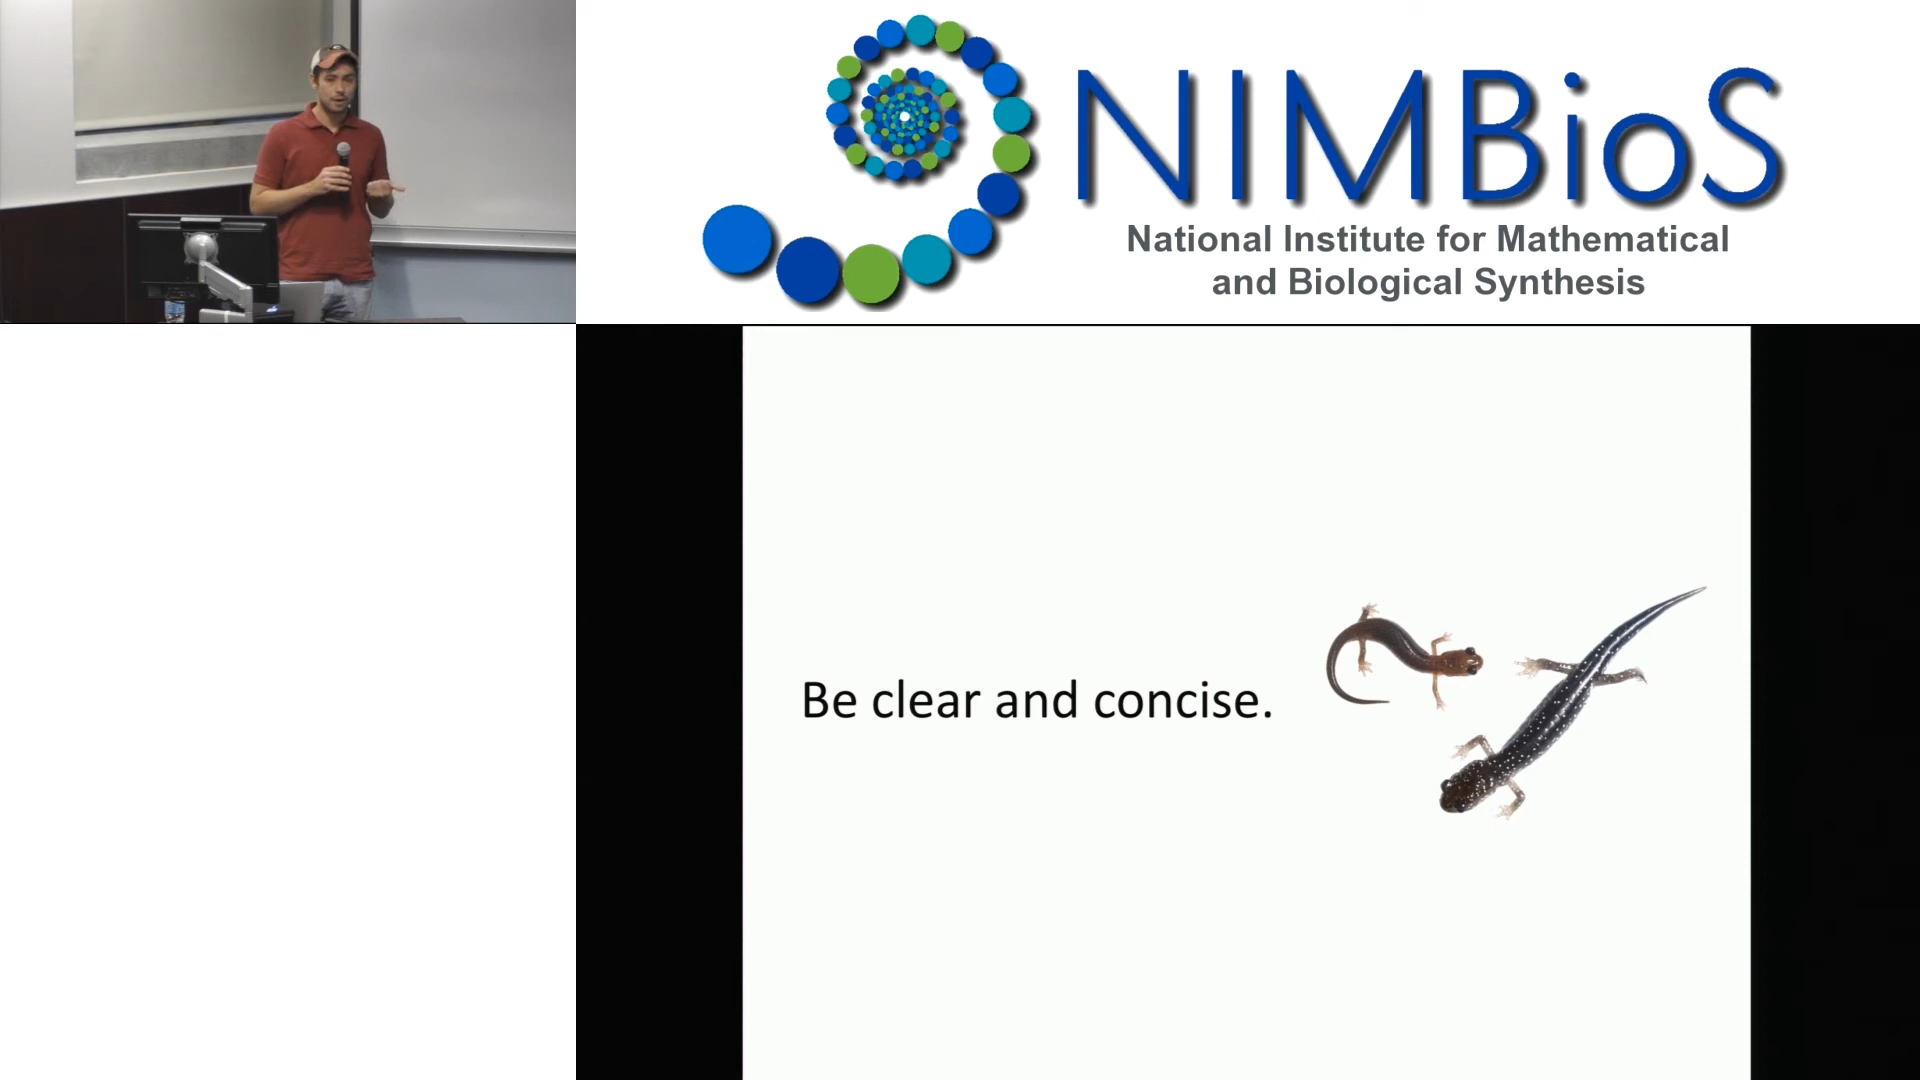 NIMBioS
National Institute for Mathematical
and Biological Synthesis
Be clear and concise.